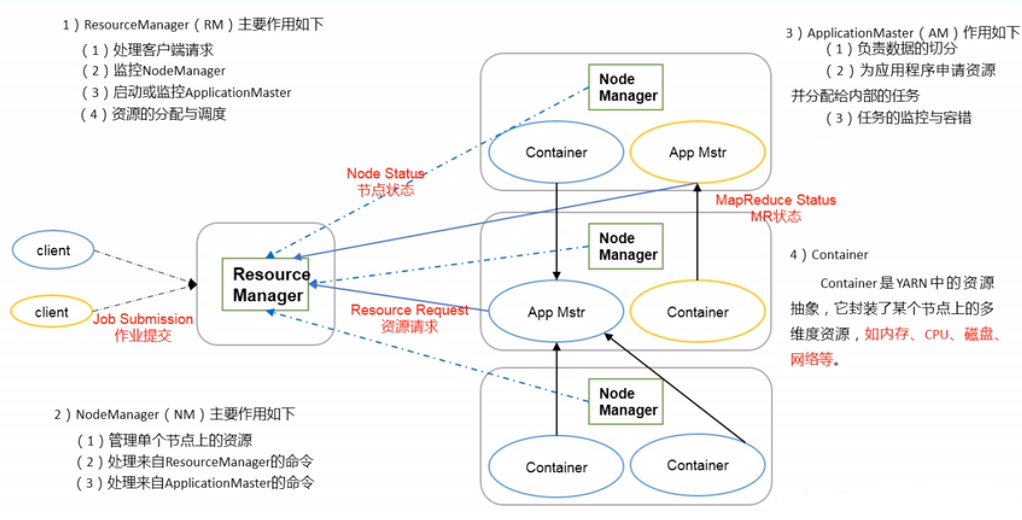 1）ResourceManager（RM）主要作用如下
（1）处理客户端请求
（2）监控NodeManager
（3）启动或监控ApplicationMaster
（4）资源的分配与调度
3）ApplicationMaster（AM）作用如下
（1）负责数据的切分
（2）为应用程序申请资源
并分配给内部的任务
（3）任务的监控与容错
Node
Manager
Container
App Mstr
Node Status
节点状态
MapReduce Status
MR状态
client
client
Job Submission
作业提交
Resource
Manager
Resource Request
资源请求
Node
Manager
App Mstr
Container
4）Container
Container是YARN中的资源
抽象，它封装了某个节点上的多
维度资源，如内存、CPU、磁盘、
网络等。
2）NodeManager（NM）主要作用如下
（1）管理单个节点上的资源
（2）处理来自ResourceManager的命令
（3）处理来自ApplicationMaster的命令
Node
Manager
Container
Container